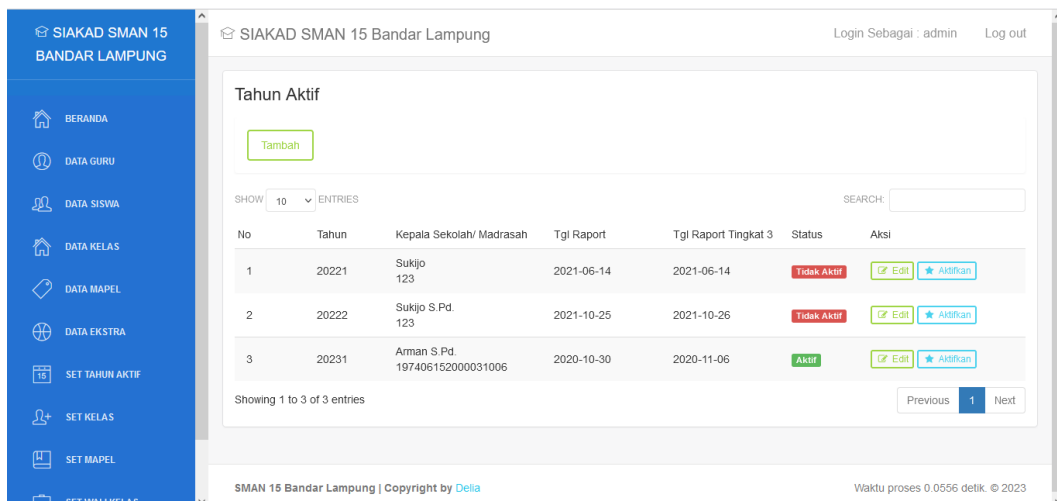 SIAKAD SMAN 15
BANDAR LAMPUNG
BERANDA
DATA GURU
DATA SISWA
DATA KELAS
DATA MAPEL
DATA EKSTRA
15 SET TAHUN AKTIF
SET KELAS
SET MAPEL
SET WALI KELAS
SIAKAD SMAN 15 Bandar Lampung Login Sebagai : admin Log out
Tahun Aktif
Tambah
SHOW 10 ENTRIES SEARCH:
No Tahun Kepala Sekolah/ Madrasah Tgl Raport Tgl Raport Tingkat 3 Status Aksi
1 20221 Sukijo 2021-06-14 2021-06-14 Tidak Aktif Edit Aktifkan
123
2 20222 Sukijo S.Pd. 2021-10-25 2021-10-26 Tidak Aktif Edit Aktifkan
123
3 20231 Arman S.Pd. 2020-10-30 2020-11-06 Aktif Edit Aktifkan
197406152000031006
Showing 1 to 3 of 3 entries Previous 1 Next
SMAN 15 Bandar Lampung | Copyright by Delia Waktu proses 0.0556 detik. © 2023